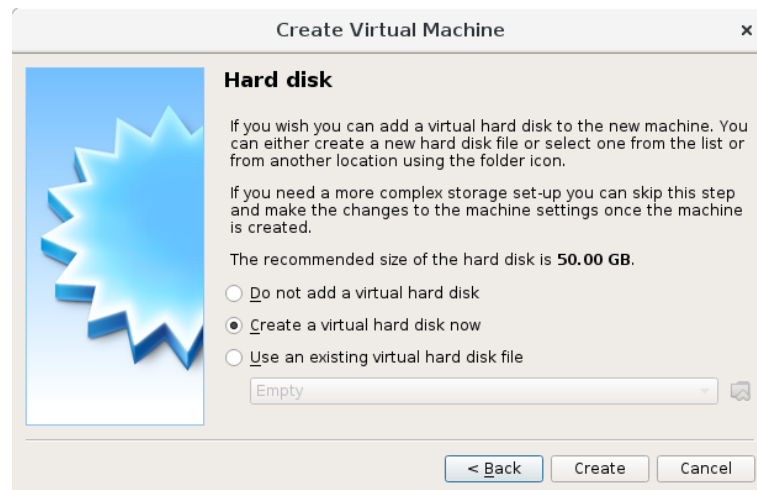 Create Virtual Machine
×
Hard disk
If you wish you can add a virtual hard disk to the new machine. You
can either create a new hard disk file or select one from the list or
from another location using the folder icon.
If you need a more complex storage set-up you can skip this step
and make the changes to the machine settings once the machine
is created.
The recommended size of the hard disk is 50.00 GB.
Do not add a virtual hard disk
Create a virtual hard disk now
Use an existing virtual hard disk file
Empty
< Back Create Cancel